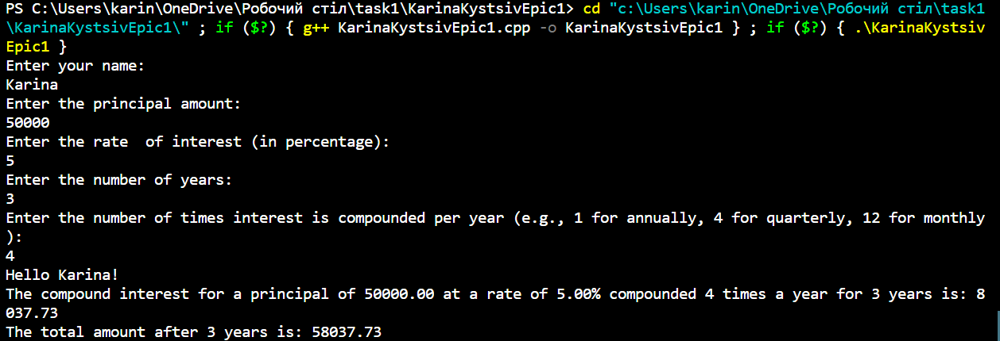 PS C:\Users\karin\OneDrive\Робочий стіл\task1\KarinaKystsivEpic1> cd "c:\Users\karin\OneDrive\Робочий стіл\task1
\KarinaKystsivEpic1\" ; if ($?) { g++ KarinaKystsivEpic1.cpp -o KarinaKystsivEpic1 } ; if ($?) { .\KarinaKystsiv
Epic1 }
Enter your name:
Karina
Enter the principal amount:
50000
Enter the rate  of interest (in percentage):
5
Enter the number of years:
3
Enter the number of times interest is compounded per year (e.g., 1 for annually, 4 for quarterly, 12 for monthly
):
4
Hello Karina!
The compound interest for a principal of 50000.00 at a rate of 5.00% compounded 4 times a year for 3 years is: 8
037.73
The total amount after 3 years is: 58037.73